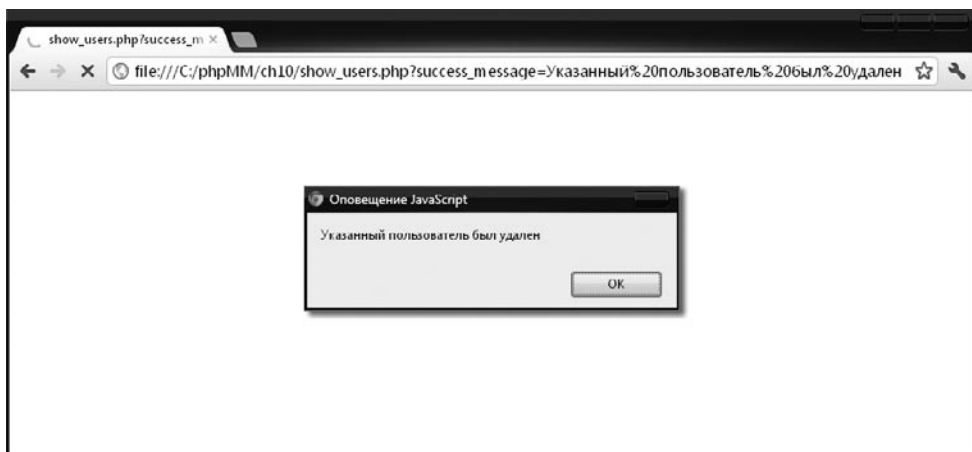 show_users.php?success_m
file:///C:/phpMM/ch10/show_users.php?success_message=Указанный%20пользователь%20был%20удален
Оповещение JavaScript
Указанный пользователь был удален
OK